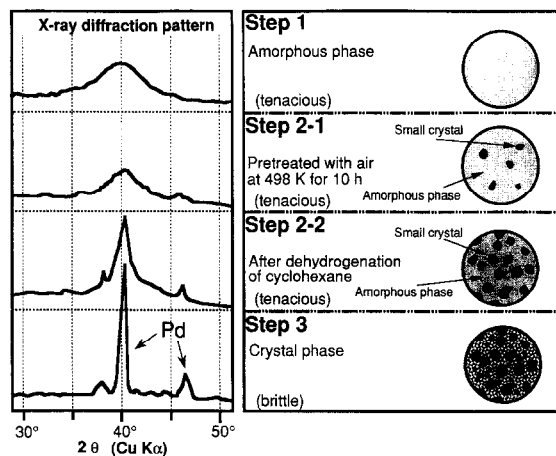 X-ray diffraction pattern
Pd
30°
40°
50°
2 θ (Cu Kα)
Step 1
Amorphous phase
(tenacious)
Step 2-1
Small crystal
Pretreated with air
at 498 K for 10 h
Amorphous phase
(tenacious)
Step 2-2
Small crystal
After dehydrogenation
of cyclohexane
Amorphous phase
(tenacious)
Step 3
Crystal phase
(brittle)